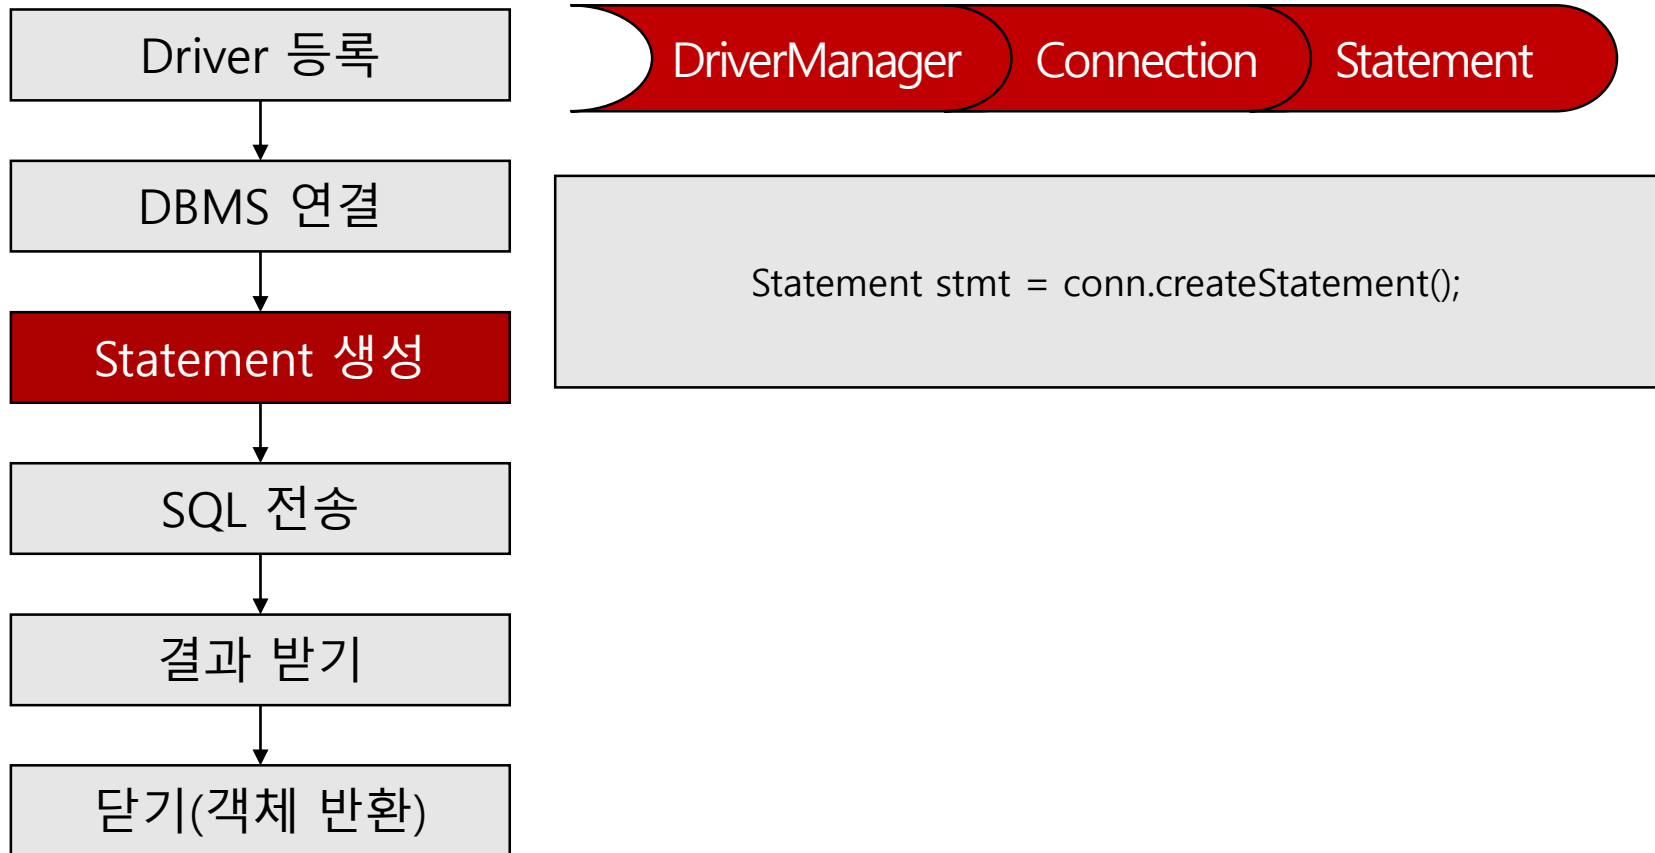 Driver 등록
DBMS 연결
Statement 생성
SQL 전송
결과 받기
닫기(객체 반환)
DriverManager
Connection
Statement
Statement stmt = conn.createStatement();